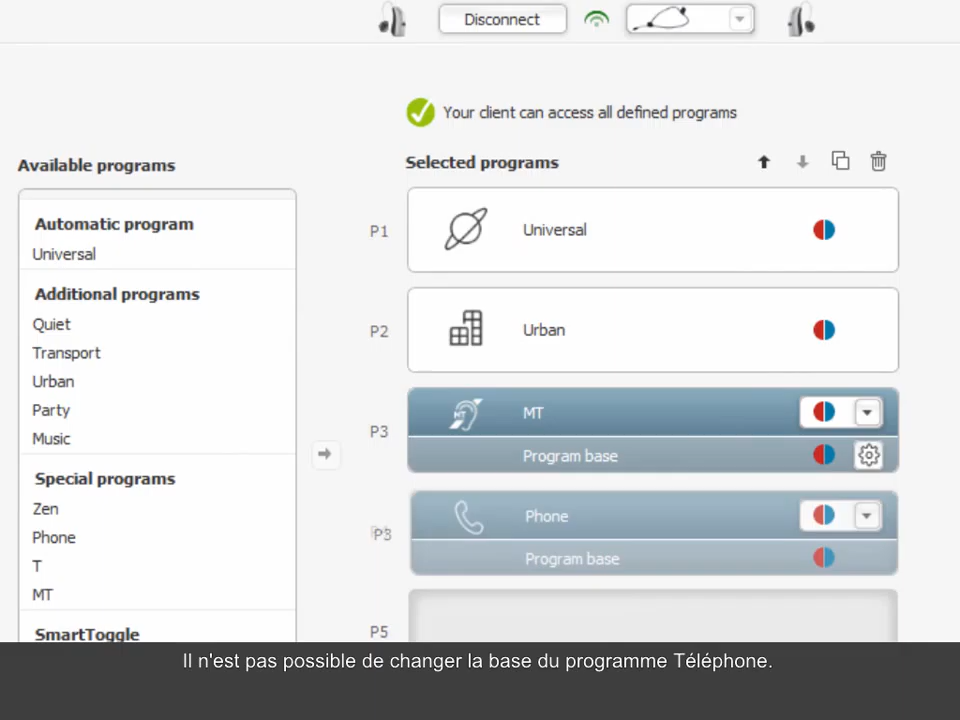 Disconnect
Your client can access all defined programs
Available programs
Selected programs
Automatic program
Universal
Additional programs
Quiet
Transport
Urban
Party
Music
Special programs
Zen
Phone
T
MT
SmartToggle
P1
Universal
P2
Urban
P3
MT
MT
Program base
P3
Phone
Program base
P5
Il n'est pas possible de changer la base du programme Téléphone.